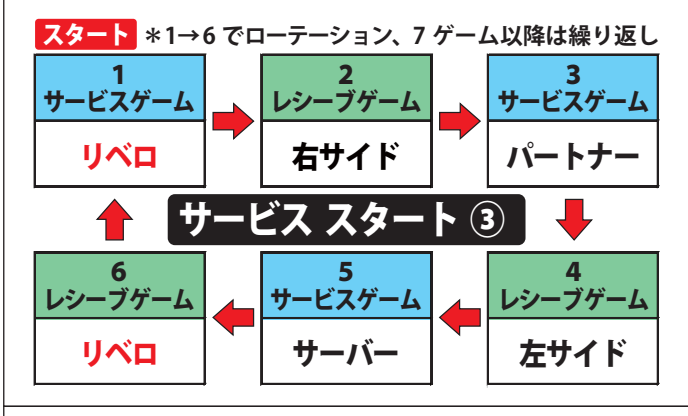 スタート ＊1→6 でローテーション、7 ゲーム以降は繰り返し
1
サービスゲーム
リベロ
2
レシーブゲーム
右サイド
3
サービスゲーム
パートナー
サービス スタート ③
6
レシーブゲーム
リベロ
5
サービスゲーム
サーバー
4
レシーブゲーム
左サイド